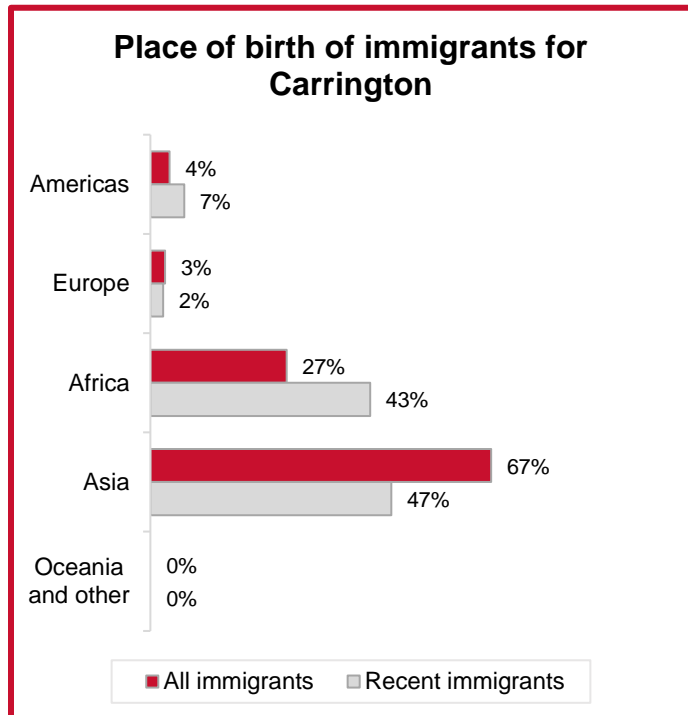 Place of birth of immigrants for
Carrington
Americas
4%
7%
Europe
3%
2%
Africa
27%
43%
Asia
67%
47%
Oceania
and other
0%
0%
All immigrants
Recent immigrants